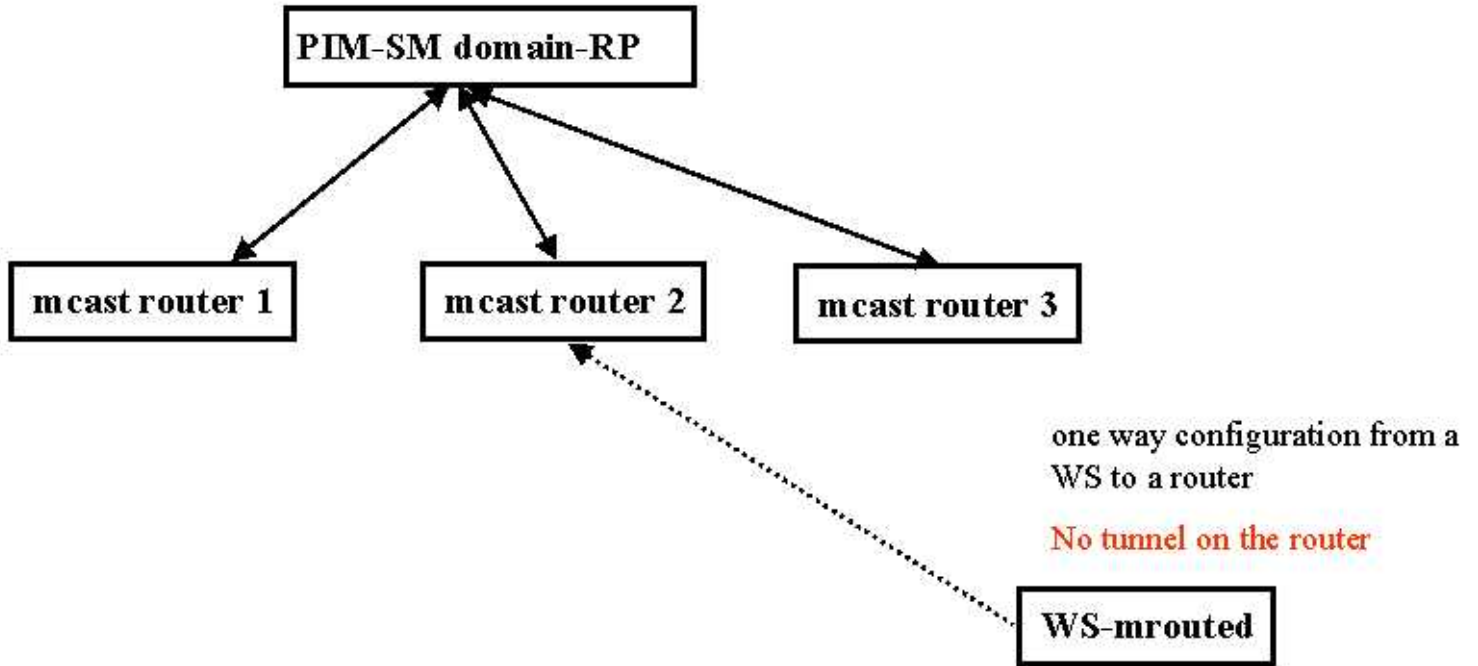 PIM-SM domain-RP
mcast router 1
mcast router 2
mcast router 3
one way configuration from a
WS to a router
No tunnel on the router
WS-mrouted